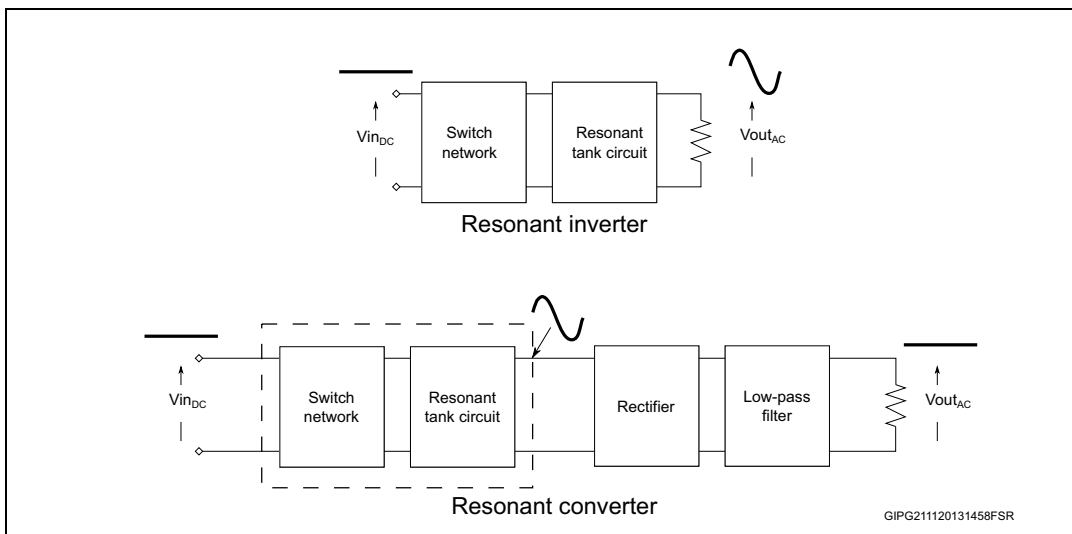 Vin_DC
Switch
network
Resonant
tank circuit
Vout_AC
Resonant inverter
Vin_DC
Switch
network
Resonant
tank circuit
Rectifier
Low-pass
filter
Vout_AC
Resonant converter
GIPG211120131458FSR